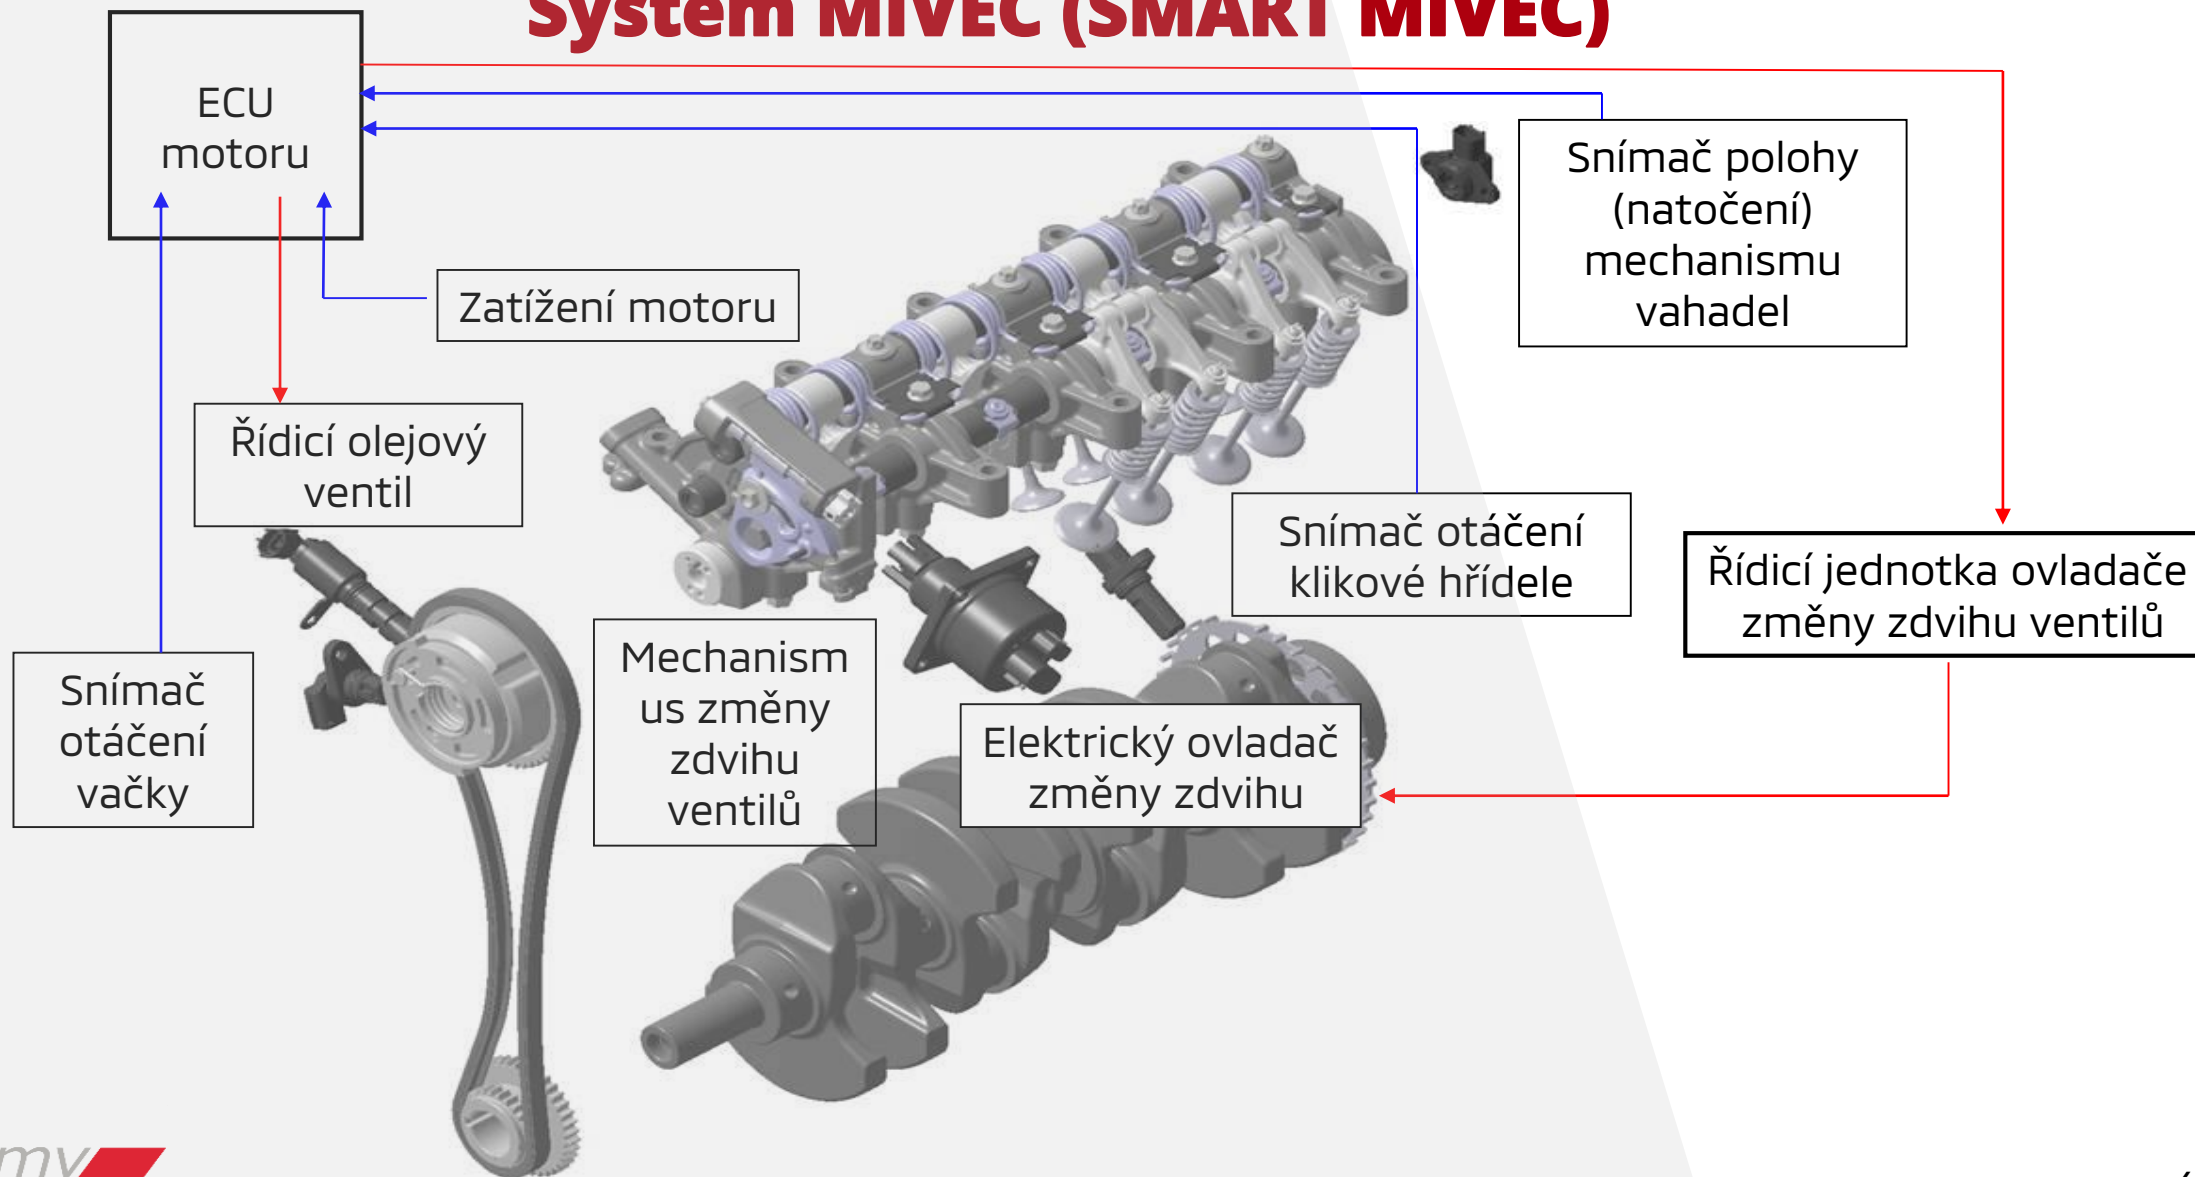 Systém MIVEC (SMART MIVEC)
ECU
motoru
Snímač polohy
(natočení)
mechanismu
vahadel
Zatížení motoru
Řídicí olejový
ventil
Snímač otáčení
klikové hřídele
Řídicí jednotka ovladače
změny zdvihu ventilů
Snímač
otáčení
vačky
Mechanism
us změny
zdvihu
ventilů
Elektrický ovladač
změny zdvihu